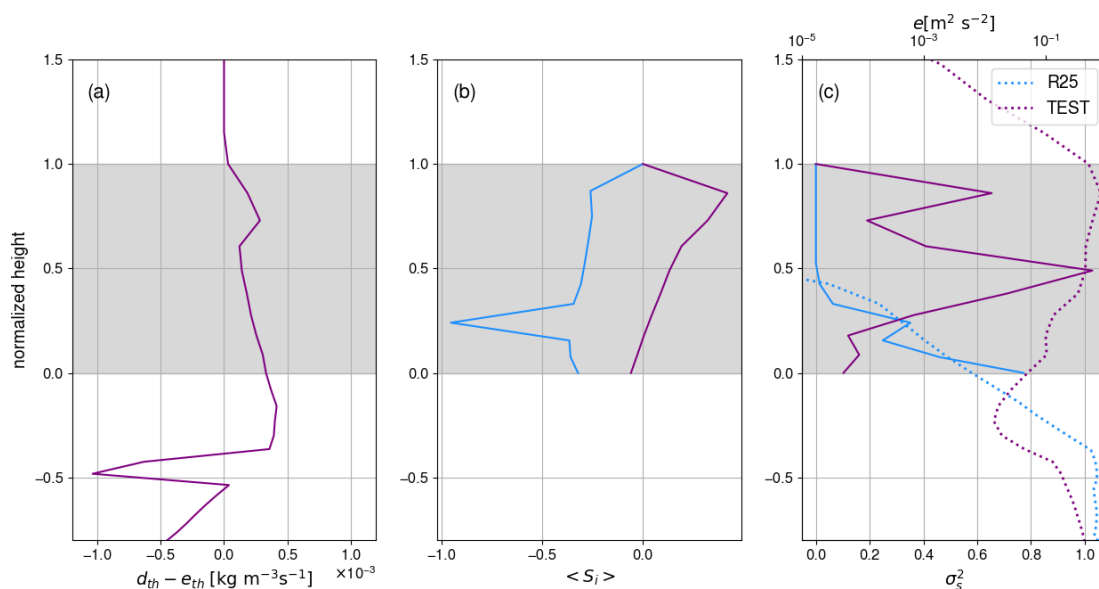 e[m² s⁻²]
10⁻⁵ 10⁻³ 10⁻¹
1.5 1.5 1.5
(a) (b) (c) R25
TEST
1.0 1.0 1.0
normalized height
0.5 0.5 0.5
0.0 0.0 0.0
−0.5 −0.5 −0.5
−1.0 −0.5 0.0 0.5 1.0 −0.5 0.0 0.0 0.2 0.4 0.6 0.8 1.0
d_th − e_th [kg m⁻³s⁻¹] ×10⁻³ < S_i > σ_s²